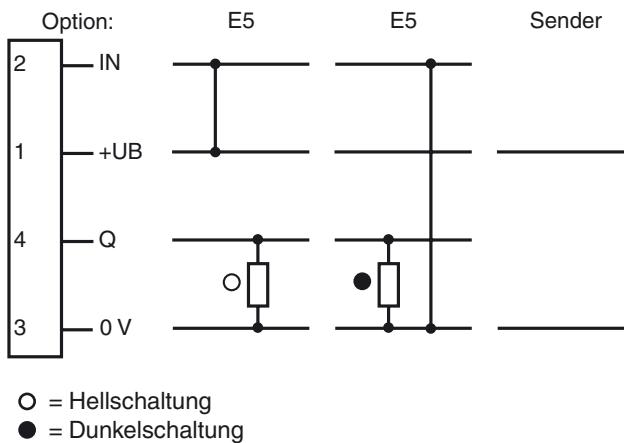 Option: E5 E5 Sender
2 IN
1 +UB
4 Q
3 0 V
= Hellschaltung
= Dunkelschaltung